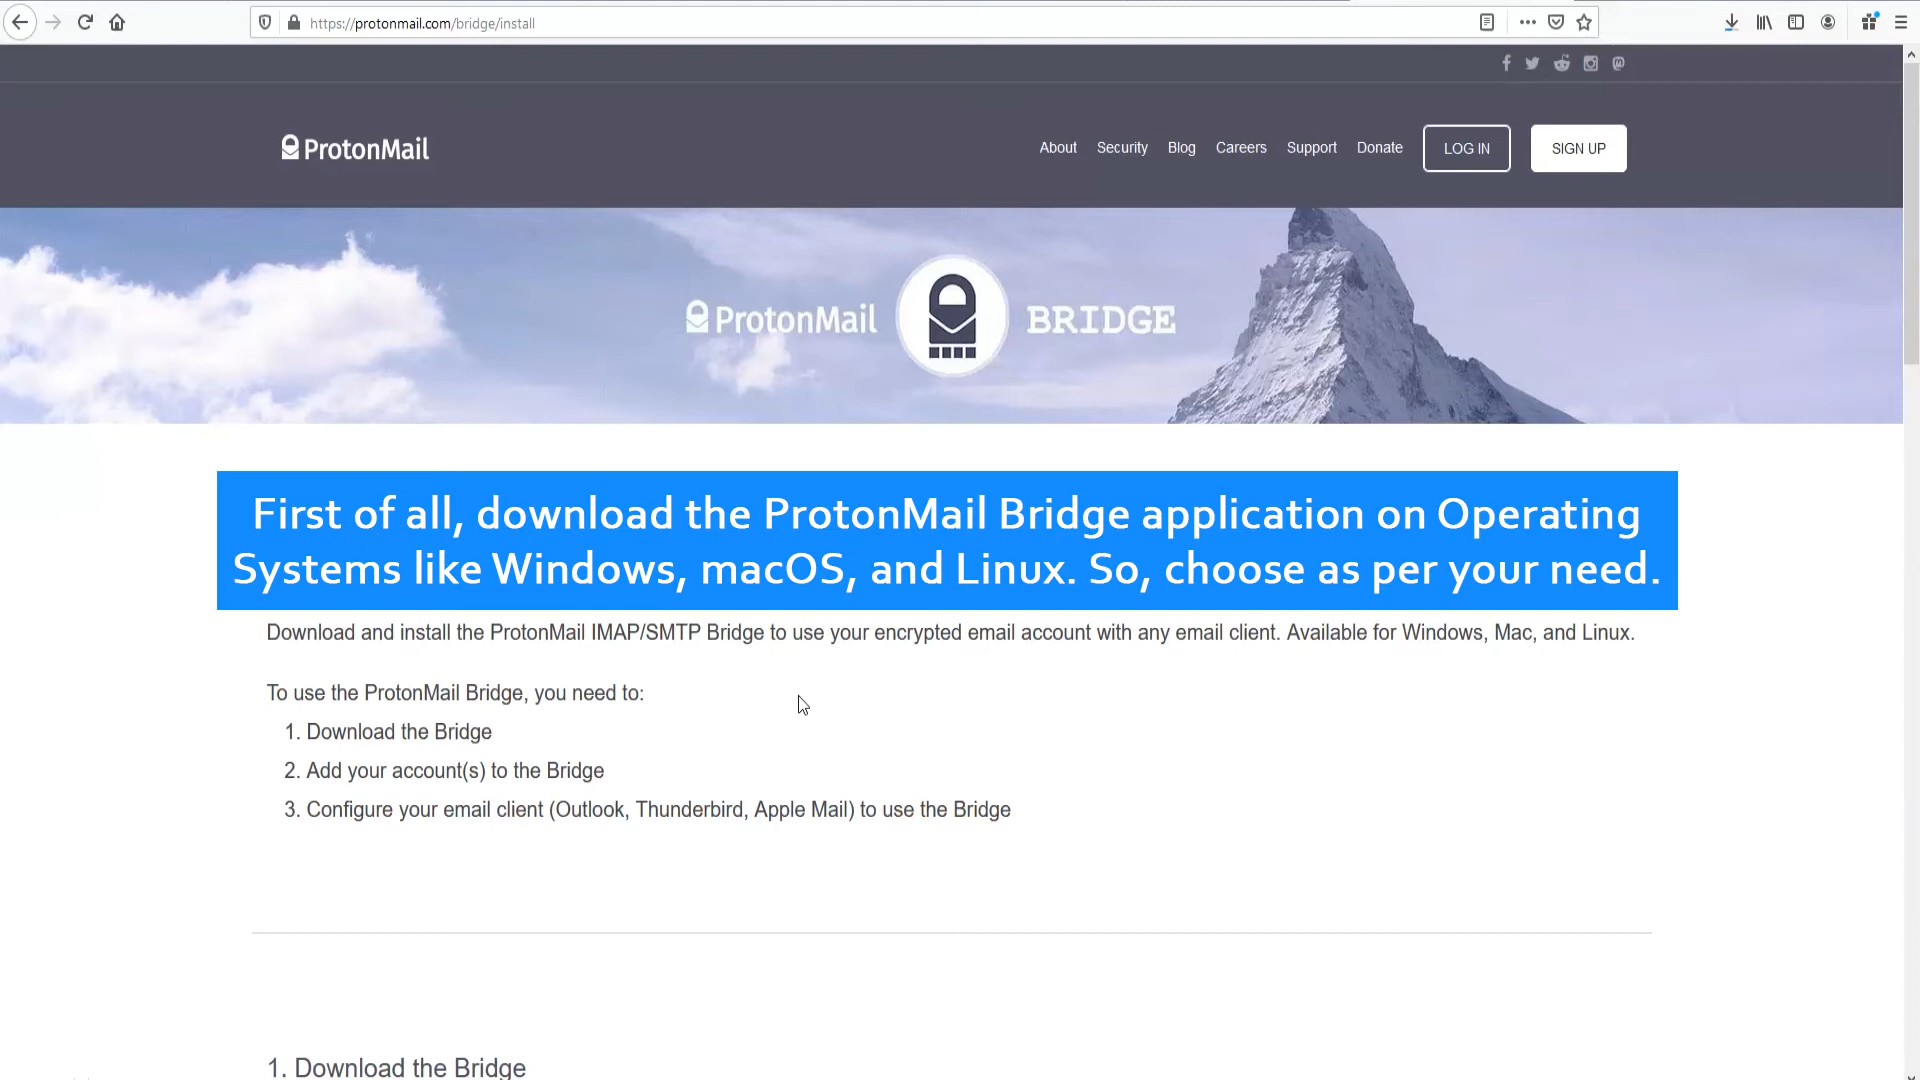 https://protonmail.com/bridge/install
ProtonMail
About Security Blog Careers Support Donate LOG IN SIGN UP
ProtonMail BRIDGE
First of all, download the ProtonMail Bridge application on Operating
Systems like Windows, macOS, and Linux. So, choose as per your need.
Download and install the ProtonMail IMAP/SMTP Bridge to use your encrypted email account with any email client. Available for Windows, Mac, and Linux.
To use the ProtonMail Bridge, you need to:
1. Download the Bridge
2. Add your account(s) to the Bridge
3. Configure your email client (Outlook, Thunderbird, Apple Mail) to use the Bridge
1. Download the Bridge